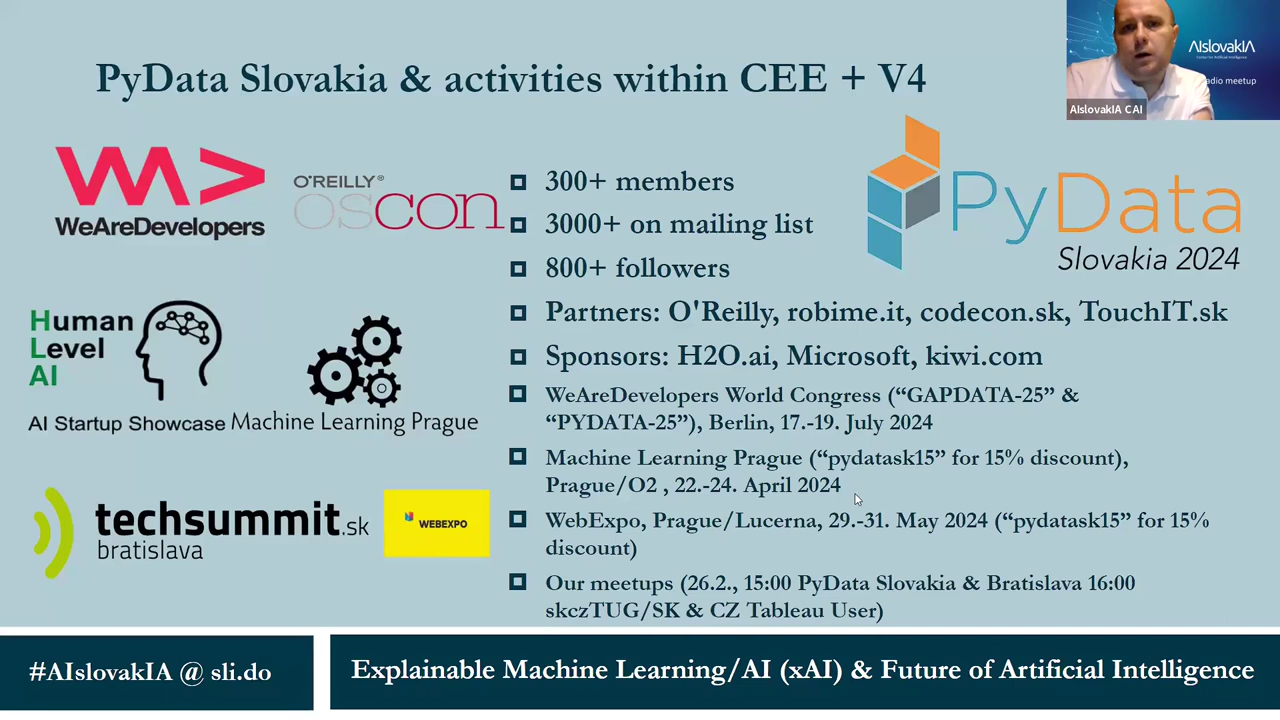 PyData Slovakia & activities within CEE + V4
AIslovakIA
adio meetup
AIslovakIA CAI
WeAreDevelopers
O'REILLY®
oscon
Human
Level
AI
AI Startup Showcase
Machine Learning Prague
techsummit.sk
bratislava
WEBEXPO
PyData
Slovakia 2024
300+ members
3000+ on mailing list
800+ followers
Partners: O'Reilly, robime.it, codecon.sk, TouchIT.sk
Sponsors: H2O.ai, Microsoft, kiwi.com
WeAreDevelopers World Congress (“GAPDATA-25” &
“PYDATA-25”), Berlin, 17.-19. July 2024
Machine Learning Prague (“pydatask15” for 15% discount),
Prague/O2 , 22.-24. April 2024
WebExpo, Prague/Lucerna, 29.-31. May 2024 (“pydatask15” for 15%
discount)
Our meetups (26.2., 15:00 PyData Slovakia & Bratislava 16:00
skczTUG/SK & CZ Tableau User)
#AIslovakIA @ sli.do
Explainable Machine Learning/AI (xAI) & Future of Artificial Intelligence